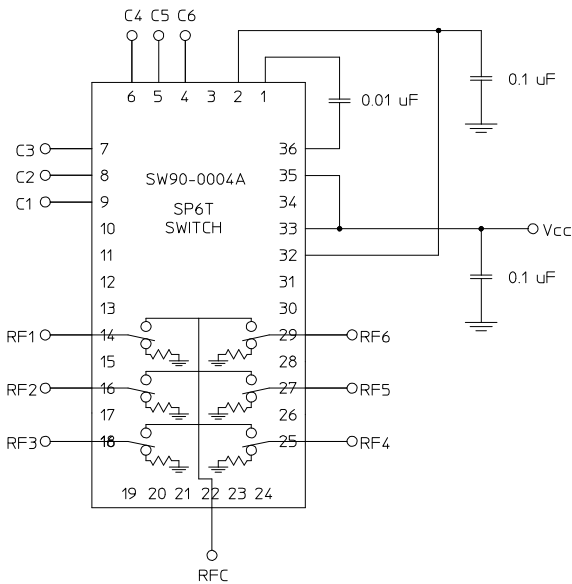 C4 C5 C6
6 5 4 3 2 1
0.1 uF
0.01 uF
C3 7 36
C2 8 35
SW90-0004A
C1 9 34
SP6T
SWITCH
10 33 Vcc
11 32
12 31
0.1 uF
13 30
RF1 14 29 RF6
15 28
RF2 16 27 RF5
17 26
RF3 18 25 RF4
19 20 21 22 23 24
RFC